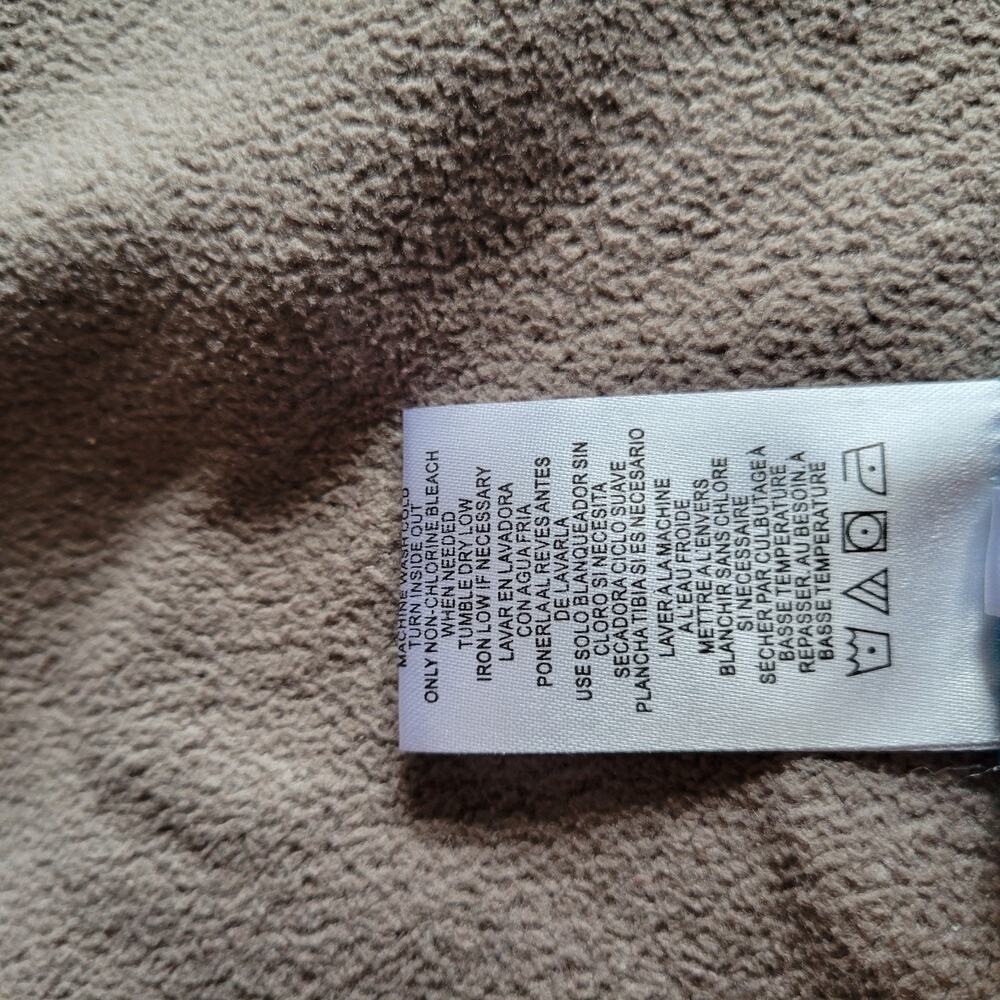 MACHINE WASH COLD
TURN INSIDE OUT
ONLY NON-CHLORINE BLEACH
WHEN NEEDED
TUMBLE DRY LOW
IRON LOW IF NECESSARY
LAVAR EN LAVADORA
CON AGUA FRIA
PONERLA AL REVES ANTES
DE LAVARLA
USE SOLO BLANQUEADOR SIN
CLORO SI NECESITA
SECADORA CICLO SUAVE
PLANCHA TIBIA SI ES NECESARIO
LAVER A LA MACHINE
A L'EAU FROIDE
METTRE A L'ENVERS
BLANCHIR SANS CHLORE
SI NECESSAIRE
SECHER PAR CULBUTAGE A
BASSE TEMPERATURE
REPASSER, AU BESOIN A
BASSE TEMPERATURE